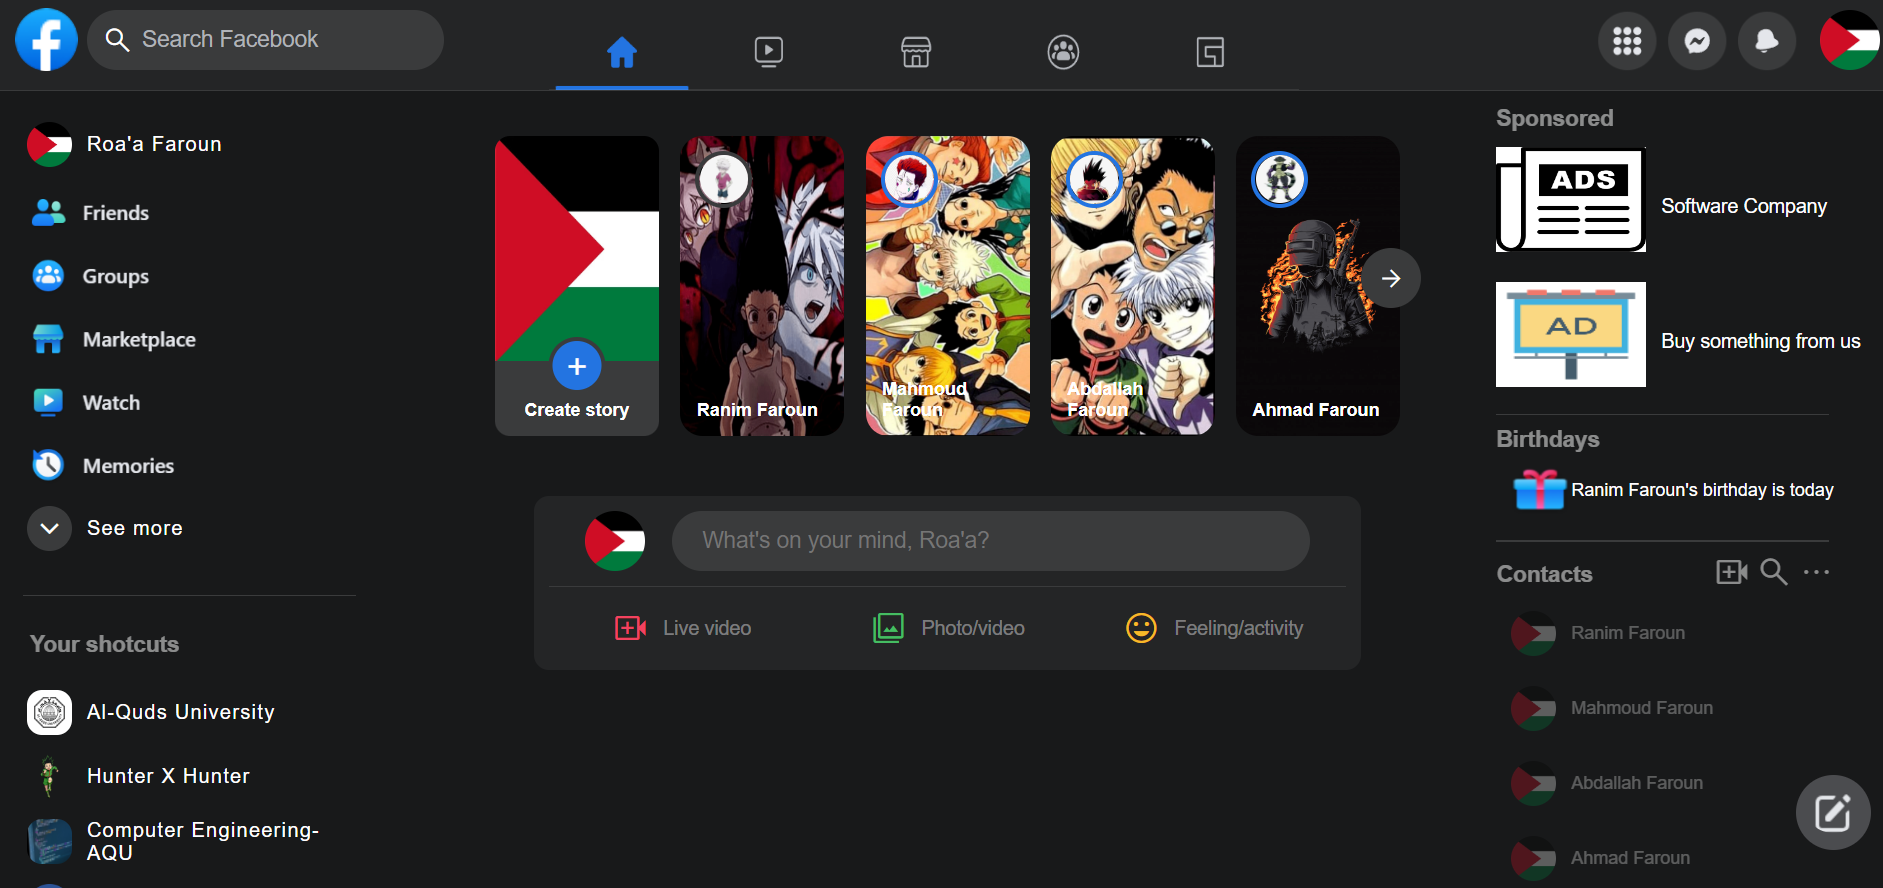 Search Facebook
Roa'a Faroun
Friends
Groups
Marketplace
Watch
Memories
See more
Your shotcuts
Al-Quds University
Hunter X Hunter
Computer Engineering-
AQU
Create story
Ranim Faroun
Mahmoud
Faroun
Abdallah
Faroun
Ahmad Faroun
What's on your mind, Roa'a?
Live video
Photo/video
Feeling/activity
Sponsored
ADS
Software Company
AD
Buy something from us
Birthdays
Ranim Faroun's birthday is today
Contacts
Ranim Faroun
Mahmoud Faroun
Abdallah Faroun
Ahmad Faroun